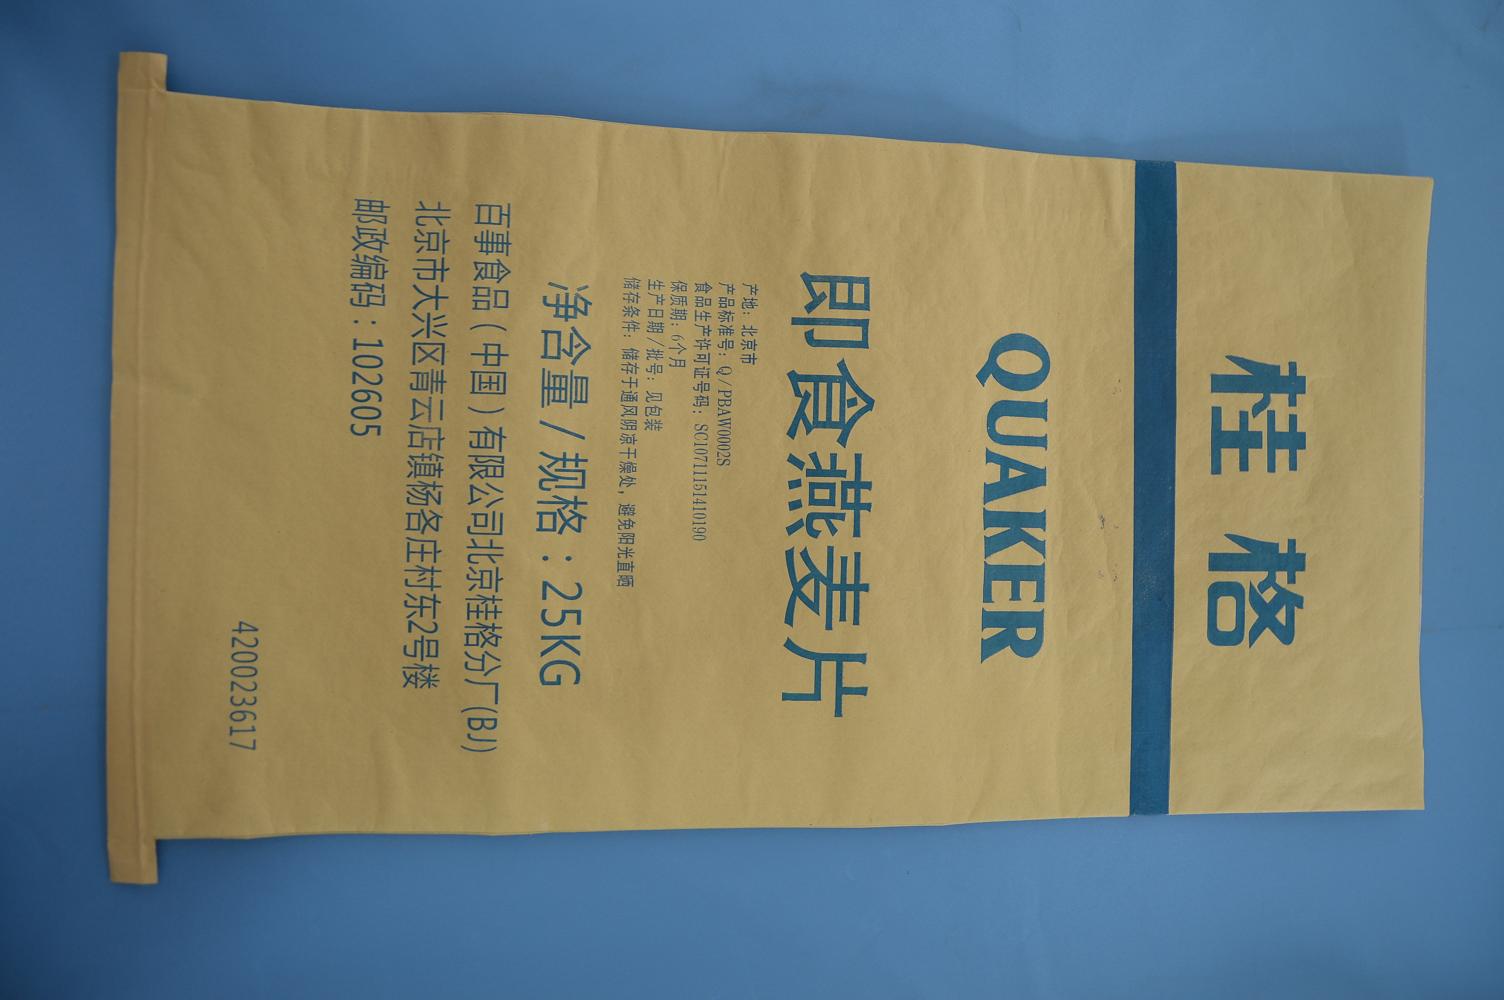 桂格
QUAKER
即食燕麦片
产地：北京市
产品标准号：Q/PBAW0002S
食品生产许可证号码：SC10711151410190
保质期：6个月
生产日期/批号：见包装
储存条件：储存于通风阴凉干燥处，避免阳光直晒
净含量/规格：25KG
百事食品（中国）有限公司北京桂格分厂(BJ)
北京市大兴区青云店镇杨各庄村东2号楼
邮政编码：102605
420023617